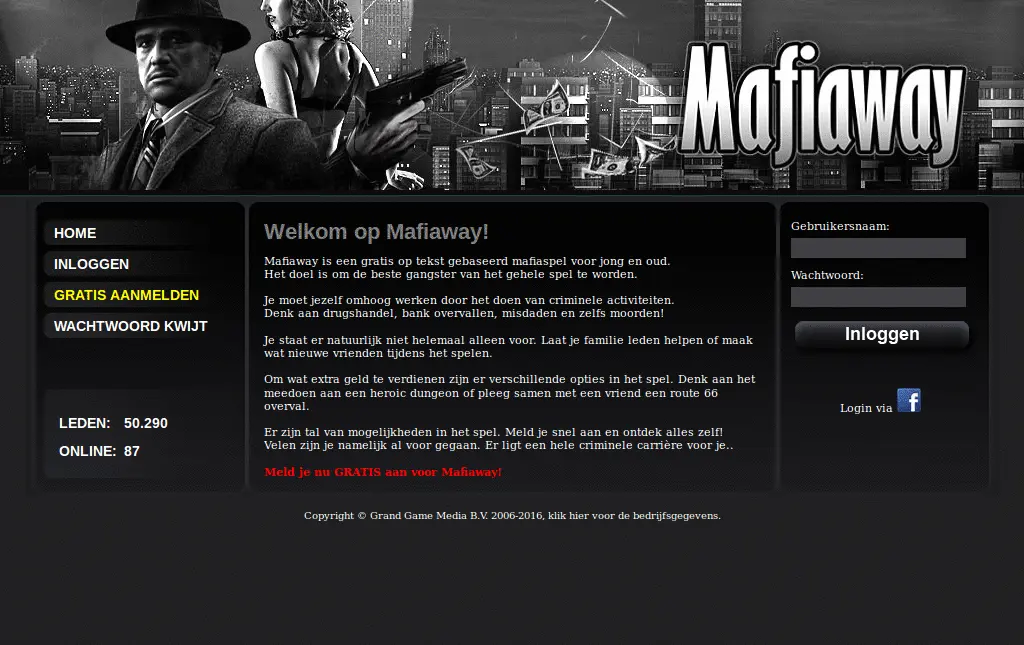 Mafiaway
HOME
INLOGGEN
GRATIS AANMELDEN
WACHTWOORD KWIJT
LEDEN: 50.290
ONLINE: 87
Welkom op Mafiaway!
Mafiaway is een gratis op tekst gebaseerd mafiaspel voor jong en oud.
Het doel is om de beste gangster van het gehele spel te worden.
Je moet jezelf omhoog werken door het doen van criminele activiteiten.
Denk aan drugshandel, bank overvallen, misdaden en zelfs moorden!
Je staat er natuurlijk niet helemaal alleen voor. Laat je familie leden helpen of maak
wat nieuwe vrienden tijdens het spelen.
Om wat extra geld te verdienen zijn er verschillende opties in het spel. Denk aan het
meedoen aan een heroic dungeon of pleeg samen met een vriend een route 66
overval.
Er zijn tal van mogelijkheden in het spel. Meld je snel aan en ontdek alles zelf!
Velen zijn je namelijk al voor gegaan. Er ligt een hele criminele carrière voor je..
Meld je nu GRATIS aan voor Mafiaway!
Gebruikersnaam:
Wachtwoord:
Inloggen
Login via f
Copyright © Grand Game Media B.V. 2006-2016, klik hier voor de bedrijfsgegevens.